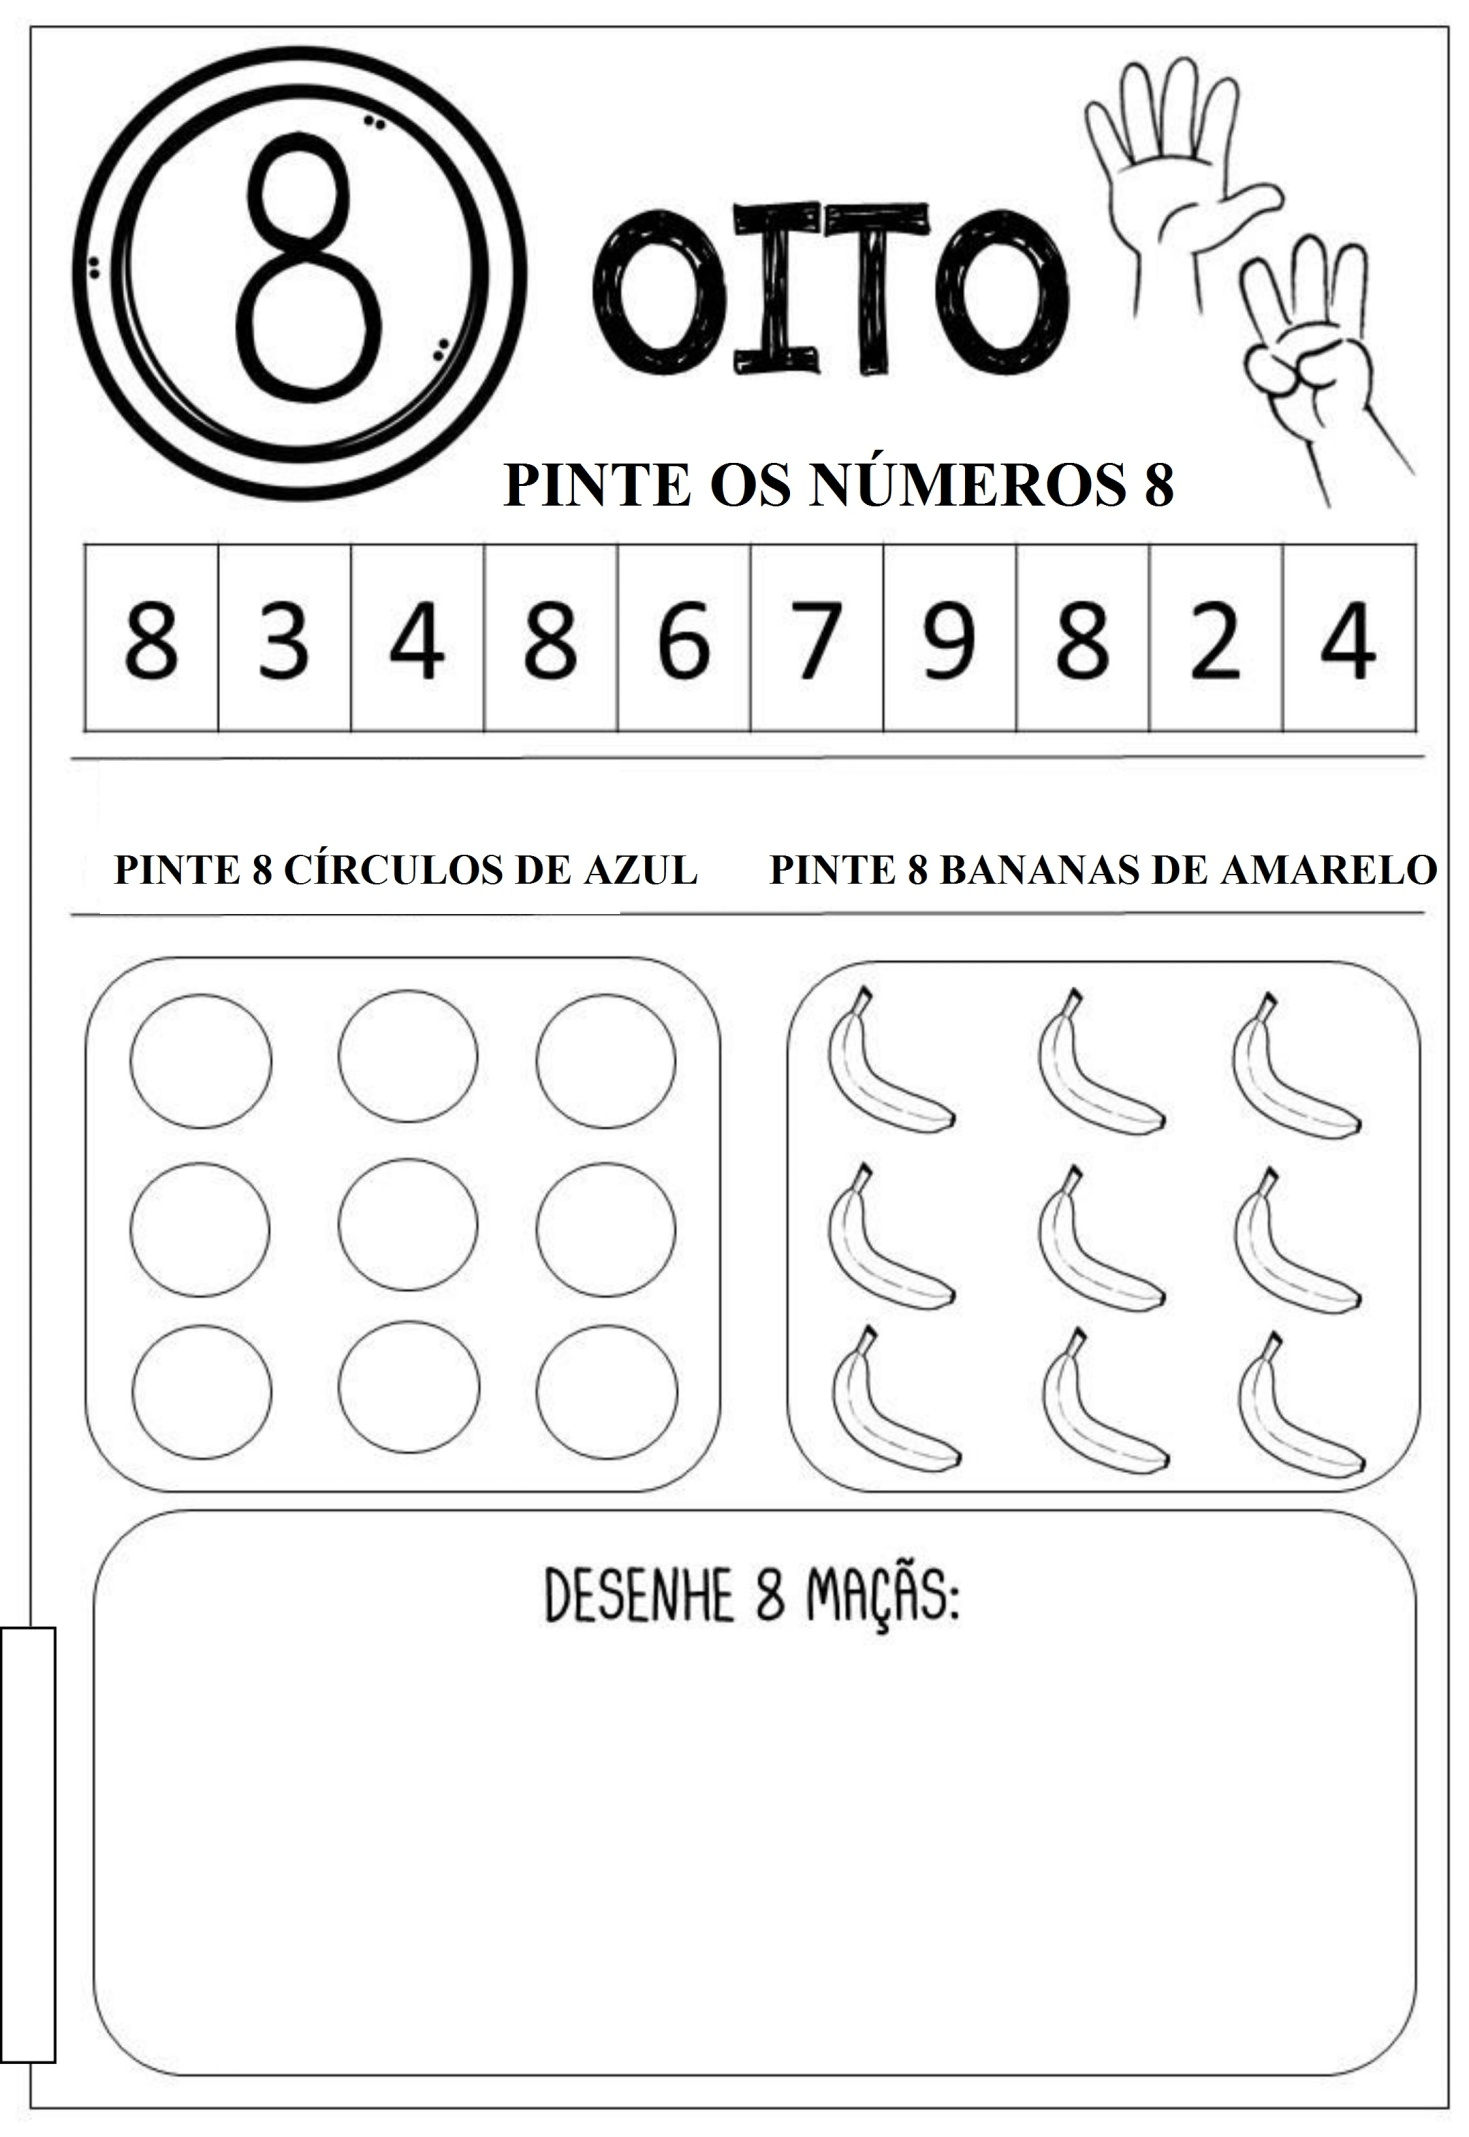 8
OITO
PINTE OS NÚMEROS 8
8 3 4 8 6 7 9 8 2 4
PINTE 8 CÍRCULOS DE AZUL
PINTE 8 BANANAS DE AMARELO
DESENHE 8 MAÇÃS: